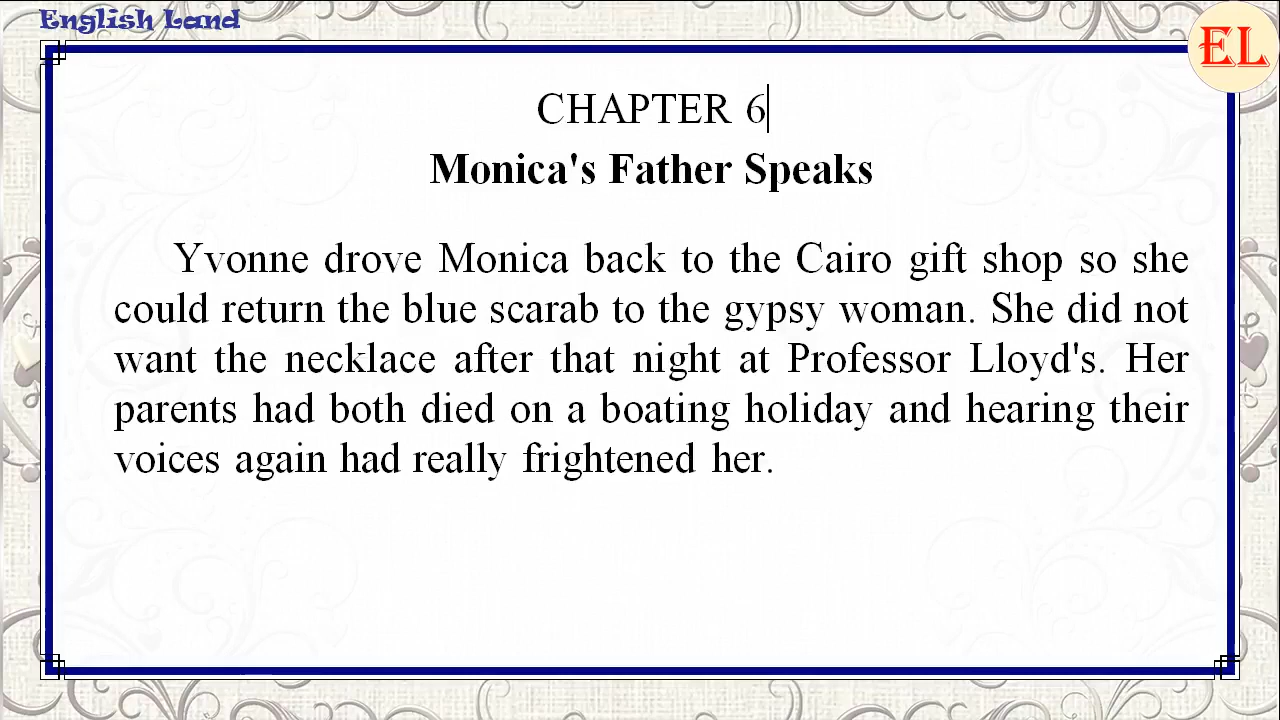 English Land
EL
CHAPTER 6
Monica's Father Speaks
Yvonne drove Monica back to the Cairo gift shop so she
could return the blue scarab to the gypsy woman. She did not
want the necklace after that night at Professor Lloyd's. Her
parents had both died on a boating holiday and hearing their
voices again had really frightened her.